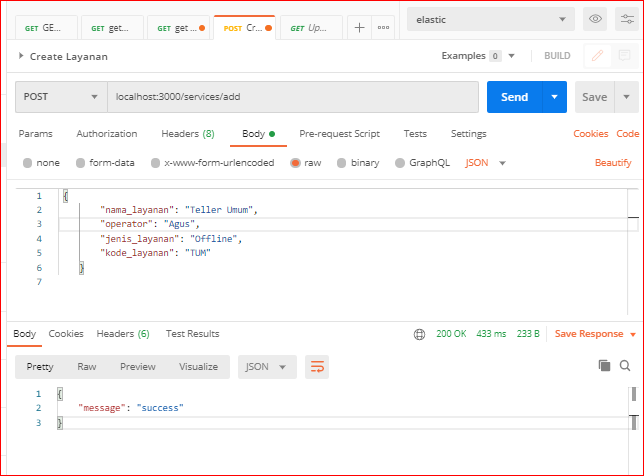 GET GE... GET get... GET get ... POST Cr... GET Up... + ooo elastic
Create Layanan Examples 0 BUILD
POST localhost:3000/services/add Send Save
Params Authorization Headers (8) Body Pre-request Script Tests Settings Cookies Code
none form-data x-www-form-urlencoded raw binary GraphQL JSON Beautify
1 {
2 "nama_layanan": "Teller Umum",
3 "operator": "Agus",
4 "jenis_layanan": "Offline",
5 "kode_layanan": "TUM"
6 }
7
Body Cookies Headers (6) Test Results 200 OK 433 ms 233 B Save Response
Pretty Raw Preview Visualize JSON
1 {
2 "message": "success"
3 }